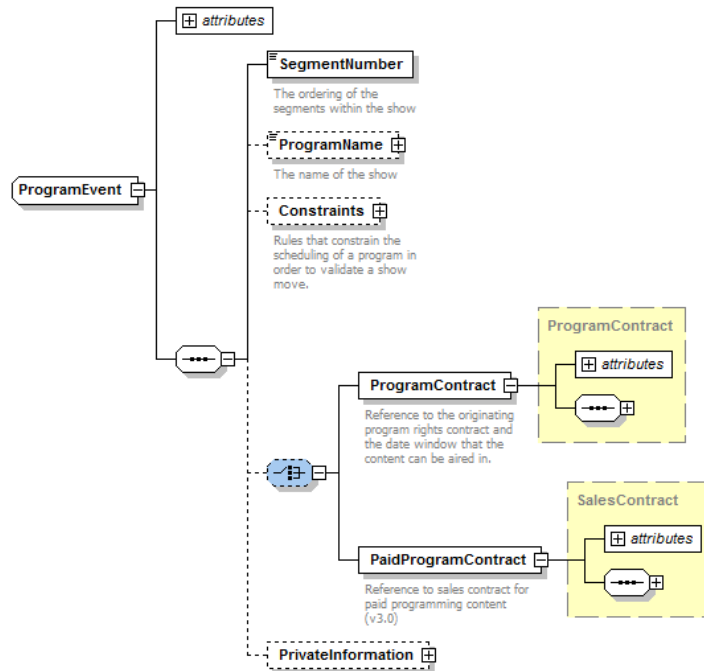 attributes
SegmentNumber
The ordering of the
segments within the show
ProgramName
The name of the show
ProgramEvent
Constraints
Rules that constrain the
scheduling of a program in
order to validate a show
move.
ProgramContract
attributes
ProgramContract
Reference to the originating
program rights contract and
the date window that the
content can be aired in.
SalesContract
attributes
PaidProgramContract
Reference to sales contract for
paid programming content
(v3.0)
PrivateInformation